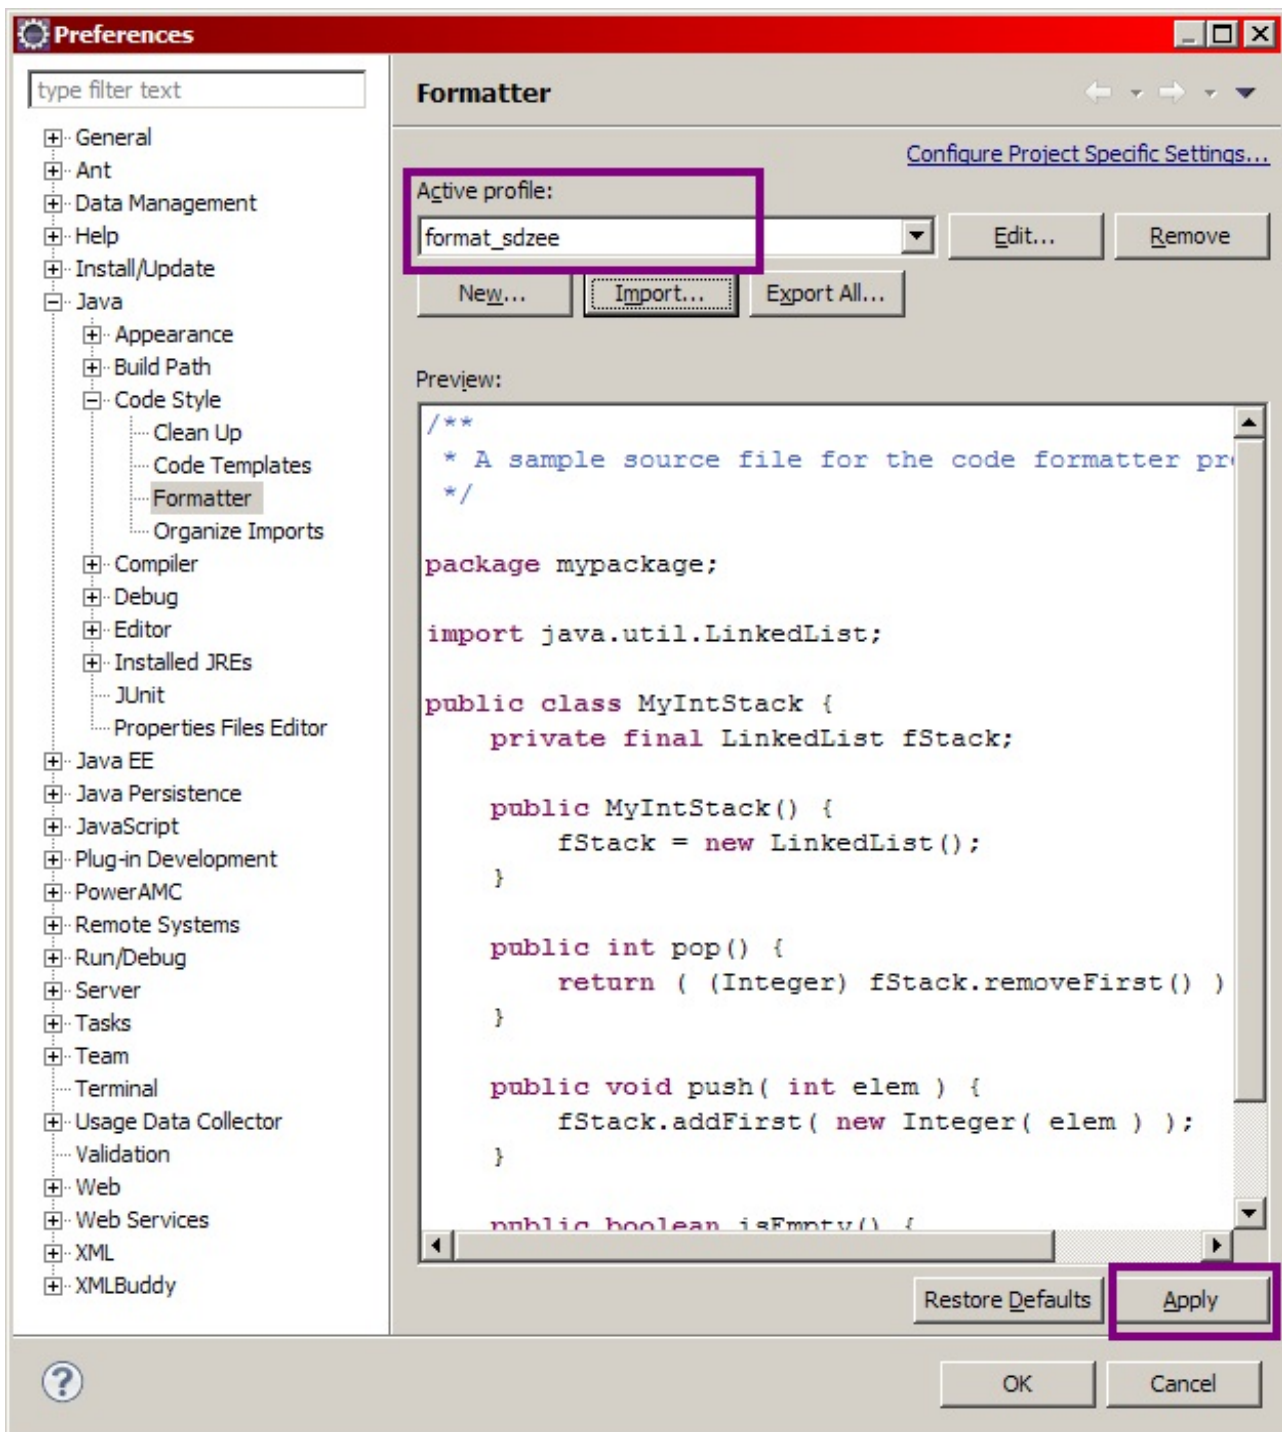 Preferences
type filter text
General
Ant
Data Management
Help
Install/Update
Java
Appearance
Build Path
Code Style
Clean Up
Code Templates
Formatter
Organize Imports
Compiler
Debug
Editor
Installed JREs
JUnit
Properties Files Editor
Java EE
Java Persistence
JavaScript
Plug-in Development
PowerAMC
Remote Systems
Run/Debug
Server
Tasks
Team
Terminal
Usage Data Collector
Validation
Web
Web Services
XML
XMLBuddy
Formatter
Configure Project Specific Settings...
Active profile:
format_sdzee
Edit...
Remove
New...
Import...
Export All...
Preview:
/**
 * A sample source file for the code formatter
 */
package mypackage;
import java.util.LinkedList;
public class MyIntStack {
    private final LinkedList fStack;
    public MyIntStack() {
        fStack = new LinkedList();
    }
    public int pop() {
        return ( (Integer) fStack.removeFirst() )
    }
    public void push( int elem ) {
        fStack.addFirst( new Integer( elem ) );
    }
    public boolean isEmpty() {
Restore Defaults
Apply
OK
Cancel